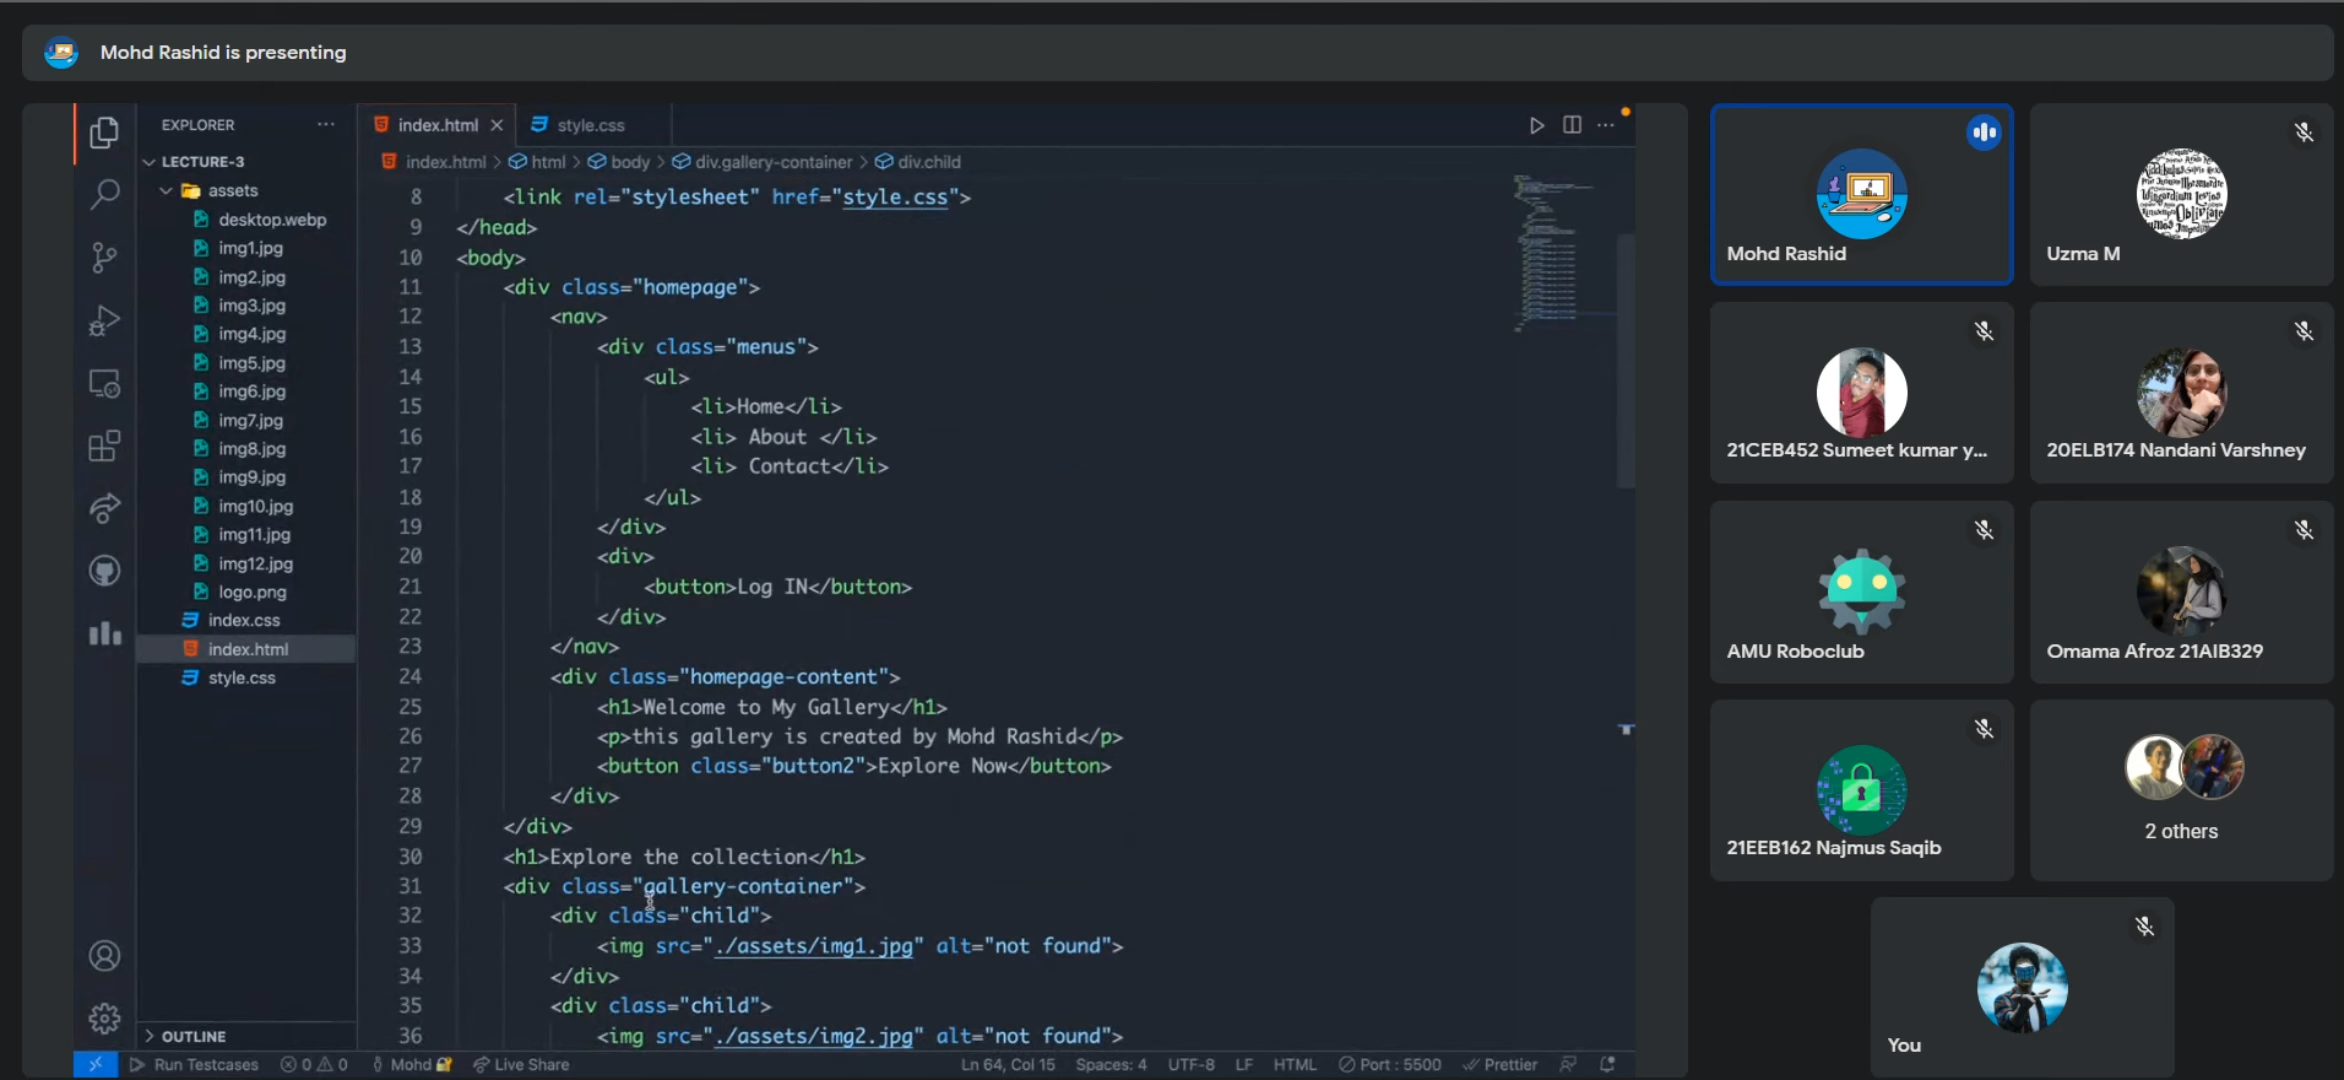 Mohd Rashid is presenting
EXPLORER
LECTURE-3
assets
desktop.webp
img1.jpg
img2.jpg
img3.jpg
img4.jpg
img5.jpg
img6.jpg
img7.jpg
img8.jpg
img9.jpg
img10.jpg
img11.jpg
img12.jpg
logo.png
index.css
index.html
style.css
OUTLINE
index.html style.css
index.html > html > body > div.gallery-container > div.child
8 <link rel="stylesheet" href="style.css">
9 </head>
10 <body>
11 <div class="homepage">
12 <nav>
13 <div class="menus">
14 <ul>
15 <li>Home</li>
16 <li> About </li>
17 <li> Contact</li>
18 </ul>
19 </div>
20 <div>
21 <button>Log IN</button>
22 </div>
23 </nav>
24 <div class="homepage-content">
25 <h1>Welcome to My Gallery</h1>
26 <p>this gallery is created by Mohd Rashid</p>
27 <button class="button2">Explore Now</button>
28 </div>
29 </div>
30 <h1>Explore the collection</h1>
31 <div class="gallery-container">
32 <div class="child">
33 <img src="./assets/img1.jpg" alt="not found">
34 </div>
35 <div class="child">
36 <img src="./assets/img2.jpg" alt="not found">
Run Testcases 0 0 Mohd Live Share Ln 64, Col 15 Spaces: 4 UTF-8 LF HTML Port : 5500 Prettier
Mohd Rashid
Uzma M
21CEB452 Sumeet kumar y...
20ELB174 Nandani Varshney
AMU Roboclub
Omama Afroz 21AIB329
21EEB162 Najmus Saqib
2 others
You